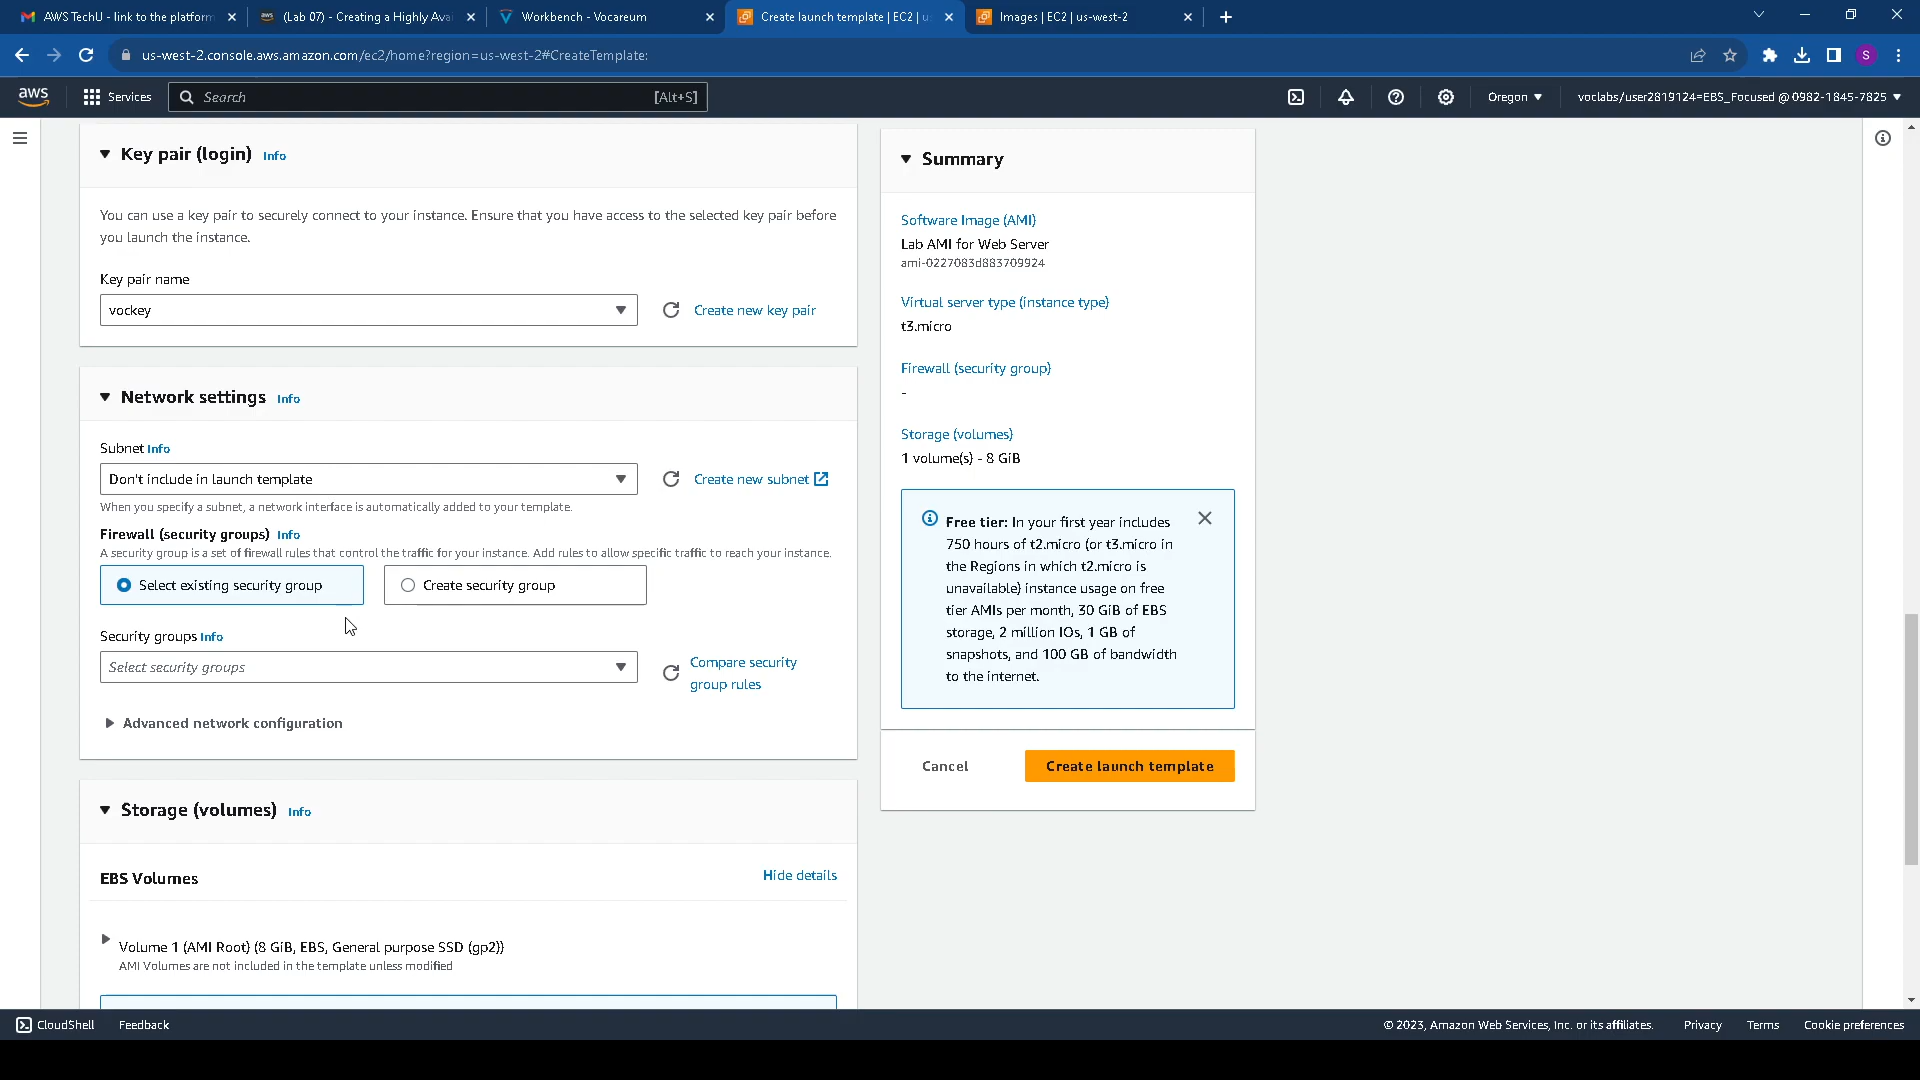 AWS TechU - link to the platform
(Lab 07) - Creating a Highly Ava
Workbench - Vocareum
Create launch template | EC2 | us
Images | EC2 | us-west-2
us-west-2.console.aws.amazon.com/ec2/home?region=us-west-2#CreateTemplate:
S
aws
Services
Search
[Alt+S]
Oregon
voclabs/user2819124=EBS_Focused @ 0982-1845-7825
Key pair (login) Info
You can use a key pair to securely connect to your instance. Ensure that you have access to the selected key pair before
you launch the instance.
Key pair name
vockey
Create new key pair
Network settings Info
Subnet Info
Don't include in launch template
Create new subnet
When you specify a subnet, a network interface is automatically added to your template.
Firewall (security groups) Info
A security group is a set of firewall rules that control the traffic for your instance. Add rules to allow specific traffic to reach your instance.
Select existing security group
Create security group
Security groups Info
Select security groups
Compare security
group rules
Advanced network configuration
Storage (volumes) Info
EBS Volumes
Hide details
Volume 1 (AMI Root) (8 GiB, EBS, General purpose SSD (gp2))
AMI Volumes are not included in the template unless modified
Summary
Software Image (AMI)
Lab AMI for Web Server
ami-0227083d883709924
Virtual server type (instance type)
t3.micro
Firewall (security group)
-
Storage (volumes)
1 volume(s) - 8 GiB
Free tier: In your first year includes
750 hours of t2.micro (or t3.micro in
the Regions in which t2.micro is
unavailable) instance usage on free
tier AMIs per month, 30 GiB of EBS
storage, 2 million IOs, 1 GB of
snapshots, and 100 GB of bandwidth
to the internet.
Cancel
Create launch template
CloudShell
Feedback
© 2023, Amazon Web Services, Inc. or its affiliates.
Privacy
Terms
Cookie preferences